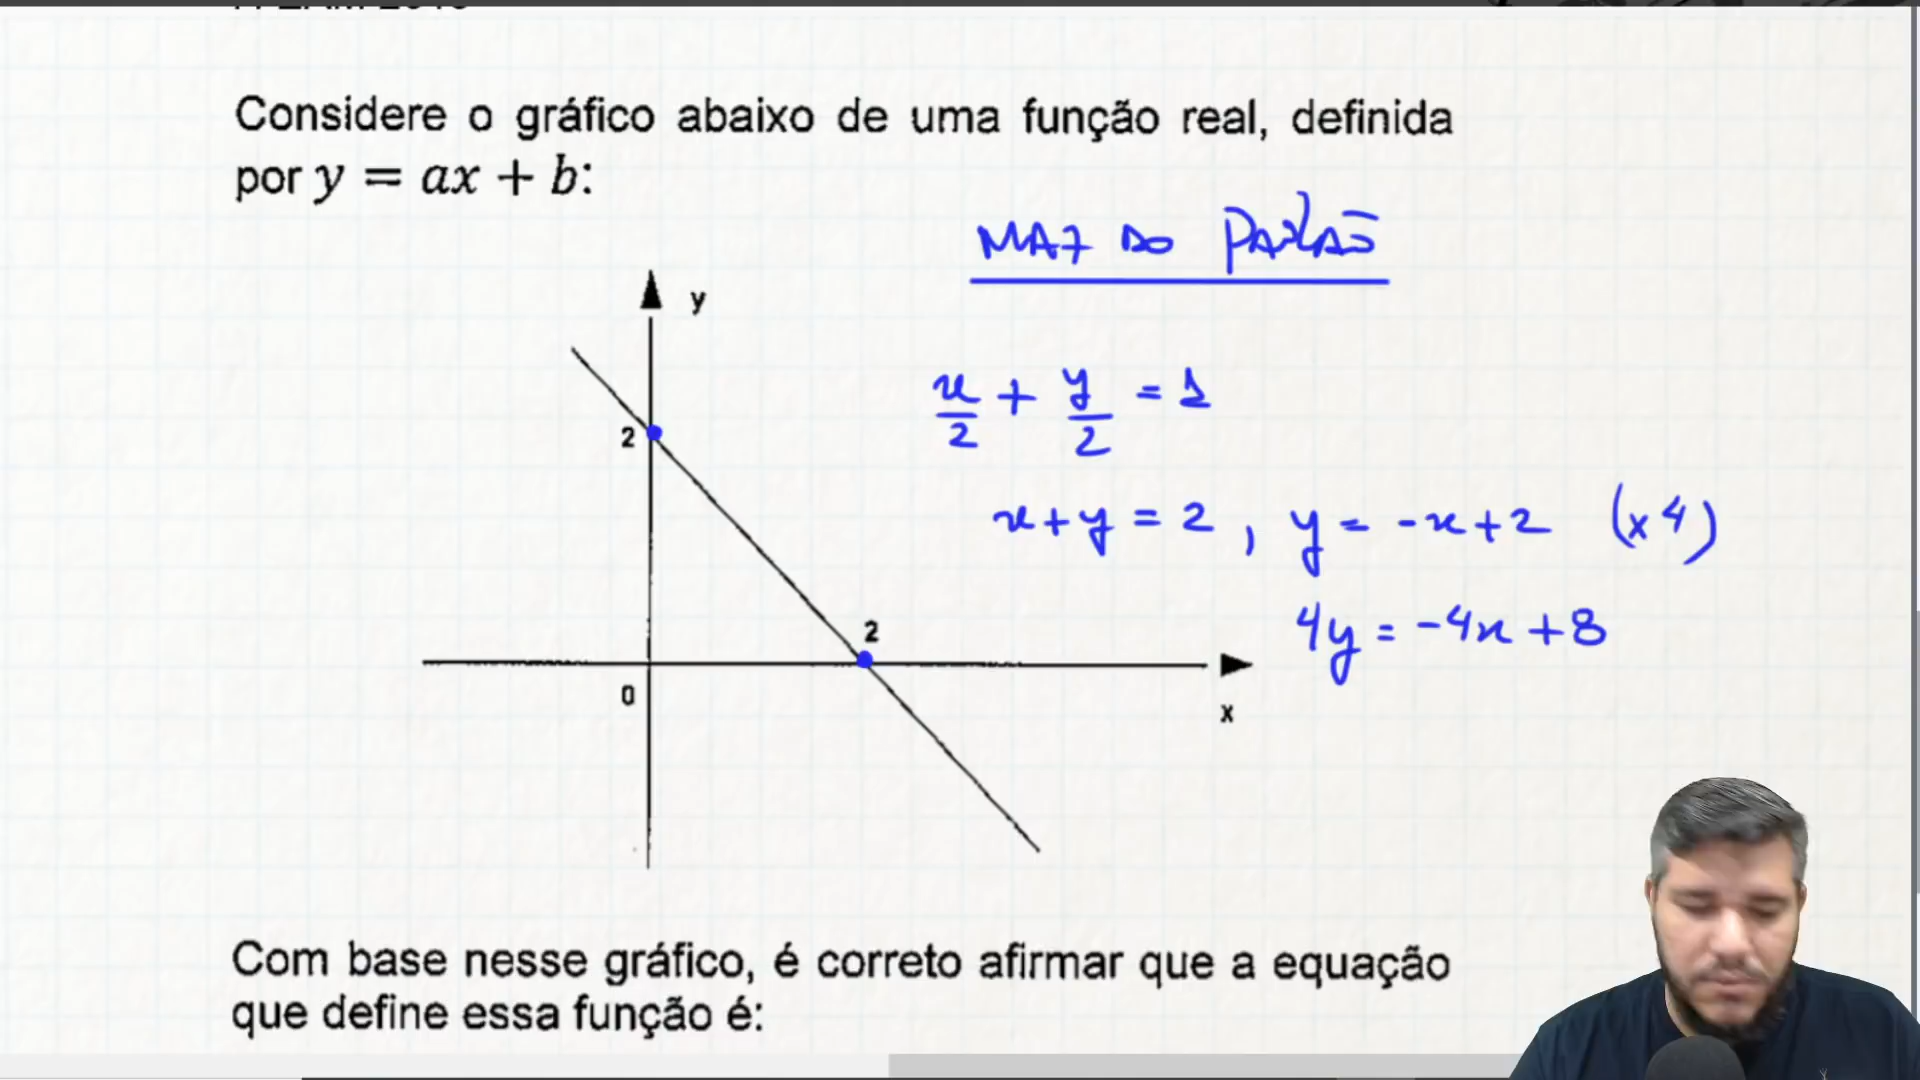 Considere o gráfico abaixo de uma função real, definida
por y = ax + b:
MAT DO PAULÃO
y
x/2 + y/2 = 1
2
x + y = 2, y = -x + 2 (x4)
2
4y = -4x + 8
0
x
Com base nesse gráfico, é correto afirmar que a equação
que define essa função é: